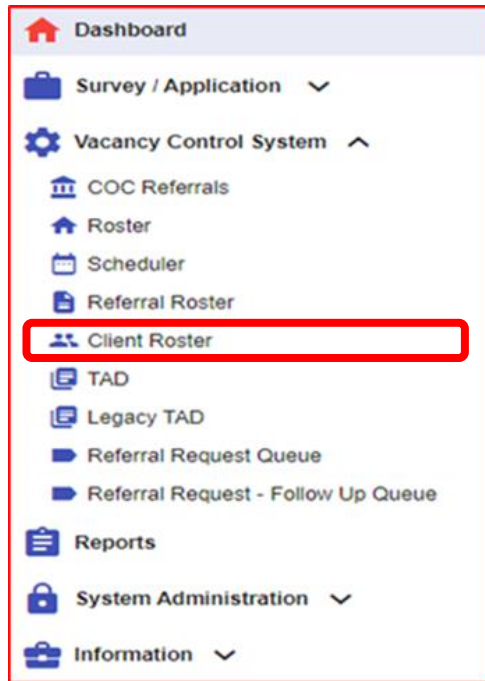 Dashboard
Survey / Application
Vacancy Control System
COC Referrals
Roster
Scheduler
Referral Roster
Client Roster
TAD
Legacy TAD
Referral Request Queue
Referral Request - Follow Up Queue
Reports
System Administration
Information